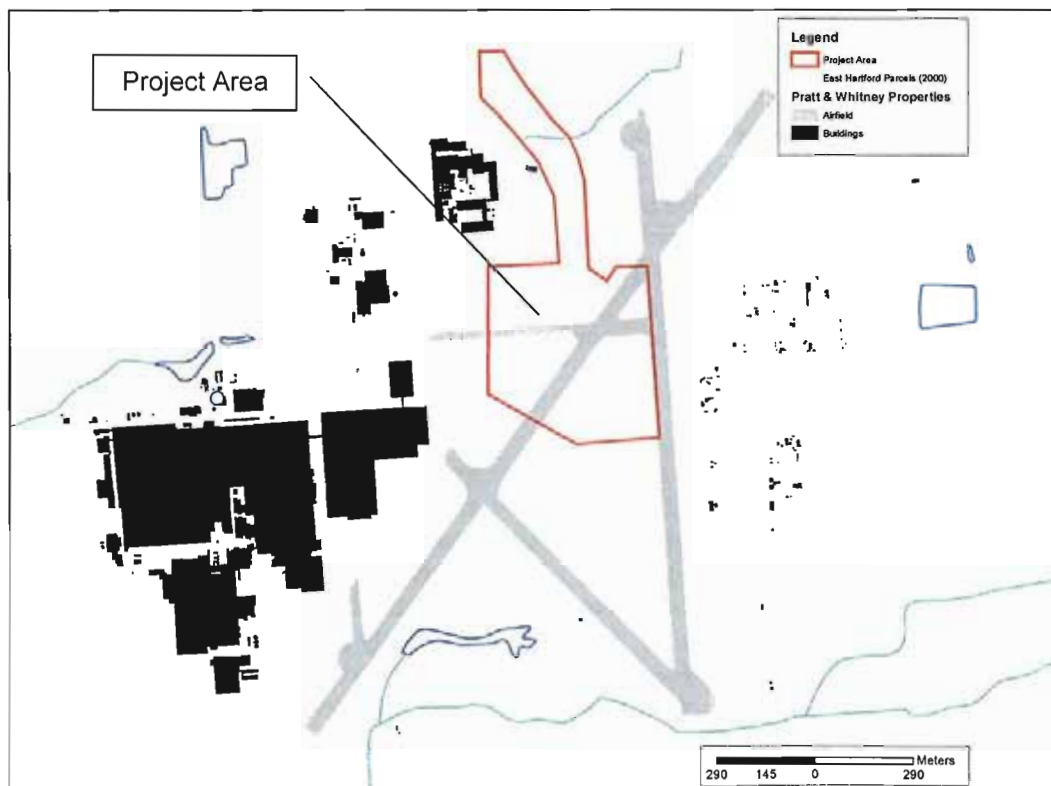 Project Area
Legend
Project Area
East Hartford Parcels (2000)
Pratt & Whitney Properties
Airfield
Buildings
Meters
290 145 0 290